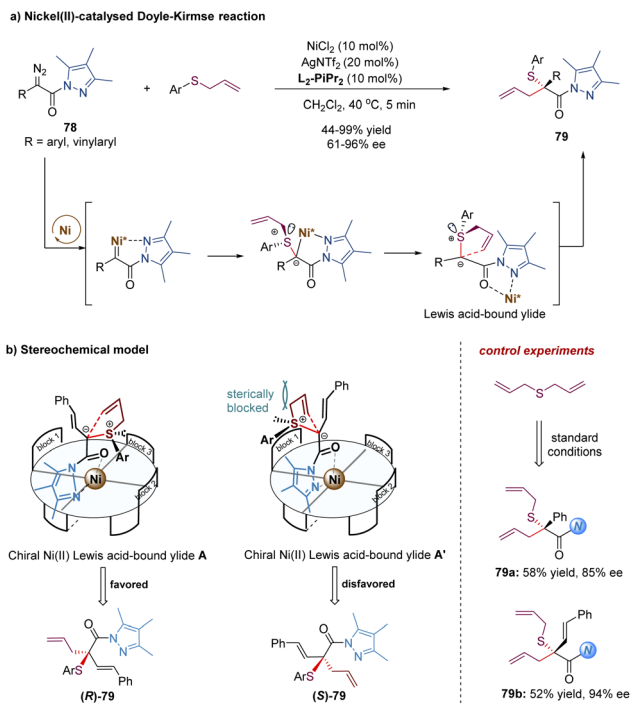 a) Nickel(II)-catalysed Doyle-Kirmse reaction
N2
R
O
N
N
78
R = aryl, vinylaryl
+
Ar
S
NiCl2 (10 mol%)
AgNTf2 (20 mol%)
L2-PiPr2 (10 mol%)
CH2Cl2, 40 °C, 5 min
44-99% yield
61-96% ee
Ar
S
R
O
N
N
79
Ni
Ni*
N
N
R
O
Ar
S
⊕
Ni*
N
N
R
⊖
O
Ar
S
⊕
R
⊖
O
N
N
Ni*
Lewis acid-bound ylide
b) Stereochemical model
Ph
⊖
S
⊕
Ar
O
N
N
Ni
block 1
block 3
block 2
Chiral Ni(II) Lewis acid-bound ylide A
favored
O
N
N
ArS
Ph
(R)-79
sterically
blocked
Ph
S
⊕
Ar
⊖
O
N
N
Ni
block 1
block 3
block 2
Chiral Ni(II) Lewis acid-bound ylide A'
disfavored
Ph
O
N
N
ArS
(S)-79
control experiments
S
standard
conditions
S
Ph
N
O
79a: 58% yield, 85% ee
Ph
S
N
O
79b: 52% yield, 94% ee